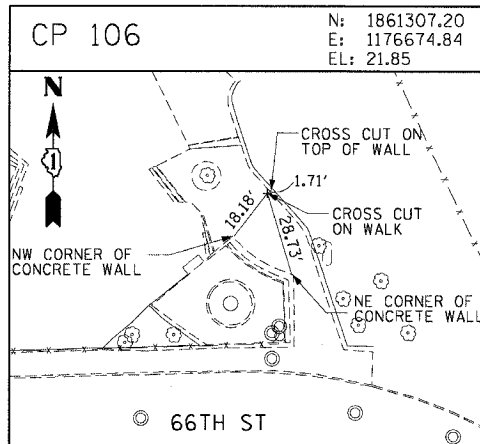 CP 106
N: 1861307.20
E: 1176674.84
EL: 21.85
N
1
CROSS CUT ON
TOP OF WALL
1.71'
18.18'
CROSS CUT
ON WALK
28.73'
NW CORNER OF
CONCRETE WALL
NE CORNER OF
CONCRETE WALL
66TH ST